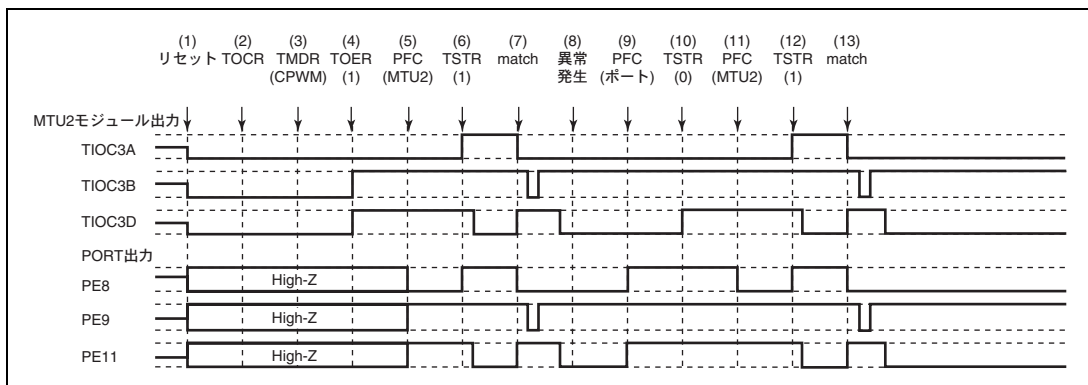 (1) (2) (3) (4) (5) (6) (7) (8) (9) (10) (11) (12) (13)
リセット TOCR TMDR TOER PFC TSTR match 異常 PFC TSTR PFC TSTR match
(CPWM) (1) (MTU2) (1) 発生 (ポート) (0) (MTU2) (1)
MTU2モジュール出力
TIOC3A
TIOC3B
TIOC3D
PORT出力
PE8 High-Z
PE9 High-Z
PE11 High-Z